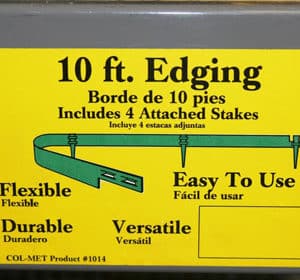 10 ft. Edging
Borde de 10 pies
Includes 4 Attached Stakes
Incluye 4 estacas adjuntas
Flexible
Flexible
Easy To Use
Fácil de usar
Durable
Duradero
Versatile
Versátil
COL-MET Product #1014